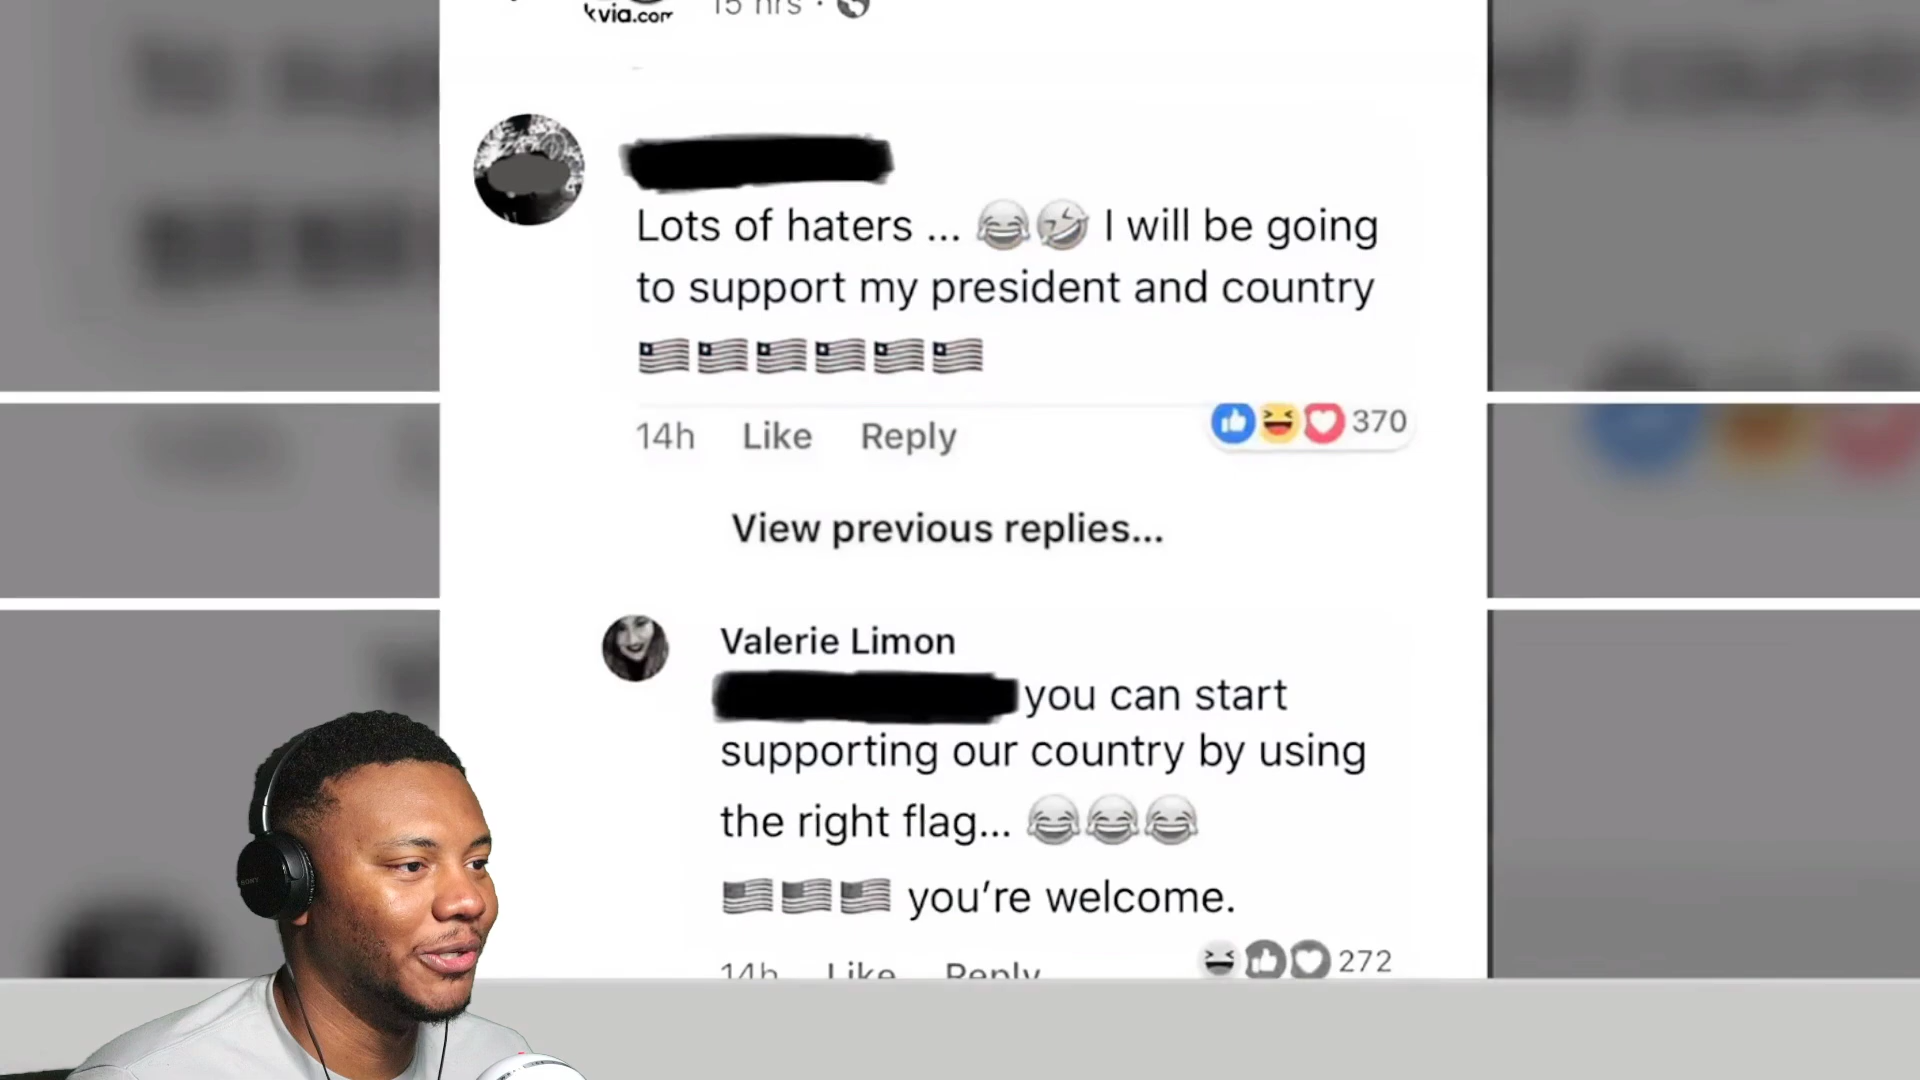 kvia.com
15 hrs ·
Lots of haters ... 😂🤣 I will be going
to support my president and country
🇱🇷🇱🇷🇱🇷🇱🇷🇱🇷🇱🇷
14h Like Reply 370
View previous replies...
Valerie Limon
you can start
supporting our country by using
the right flag... 😂😂😂
🇺🇸🇺🇸🇺🇸 you're welcome.
14h Like Reply 272
SONY